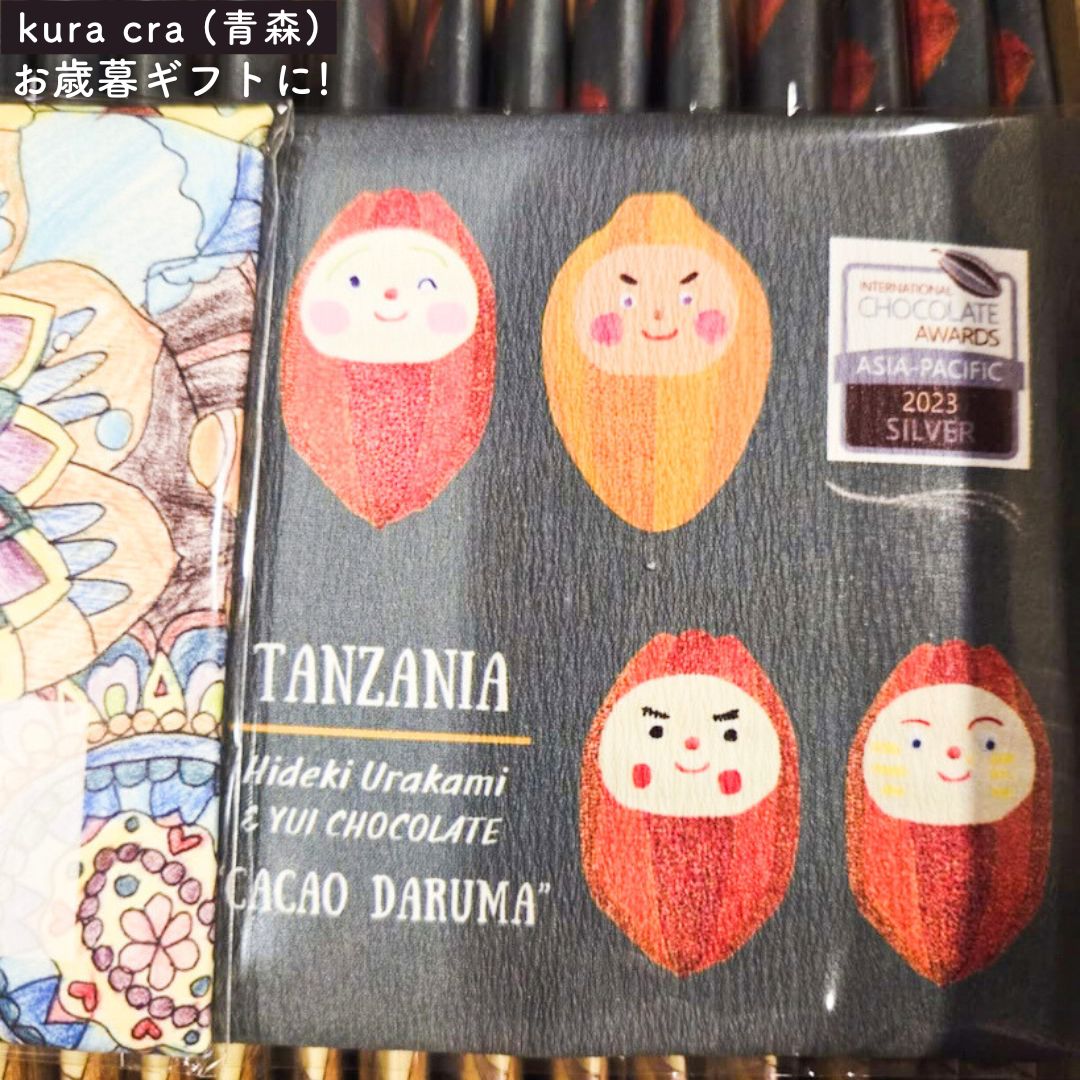 kura cra (青森)
お歳暮ギフトに!
INTERNATIONAL
CHOCOLATE
AWARDS
ASIA-PACIFIC
2023
SILVER
TANZANIA
Hideki Urakami
& YUI CHOCOLATE
"CACAO DARUMA"